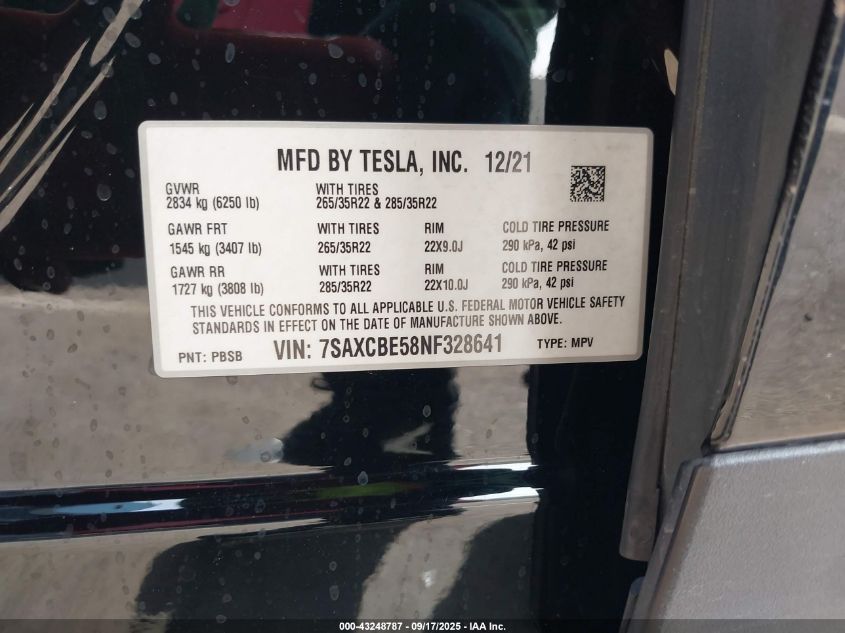 MFD BY TESLA, INC. 12/21
GVWR WITH TIRES
2834 kg (6250 lb) 265/35R22 & 285/35R22
GAWR FRT WITH TIRES RIM COLD TIRE PRESSURE
1545 kg (3407 lb) 265/35R22 22X9.0J 290 kPa, 42 psi
GAWR RR WITH TIRES RIM COLD TIRE PRESSURE
1727 kg (3808 lb) 285/35R22 22X10.0J 290 kPa, 42 psi
THIS VEHICLE CONFORMS TO ALL APPLICABLE U.S. FEDERAL MOTOR VEHICLE SAFETY
STANDARDS IN EFFECT ON THE DATE OF MANUFACTURE SHOWN ABOVE.
PNT: PBSB VIN: 7SAXCBE58NF328641 TYPE: MPV
000-43248787 - 09/17/2025 - IAA Inc.